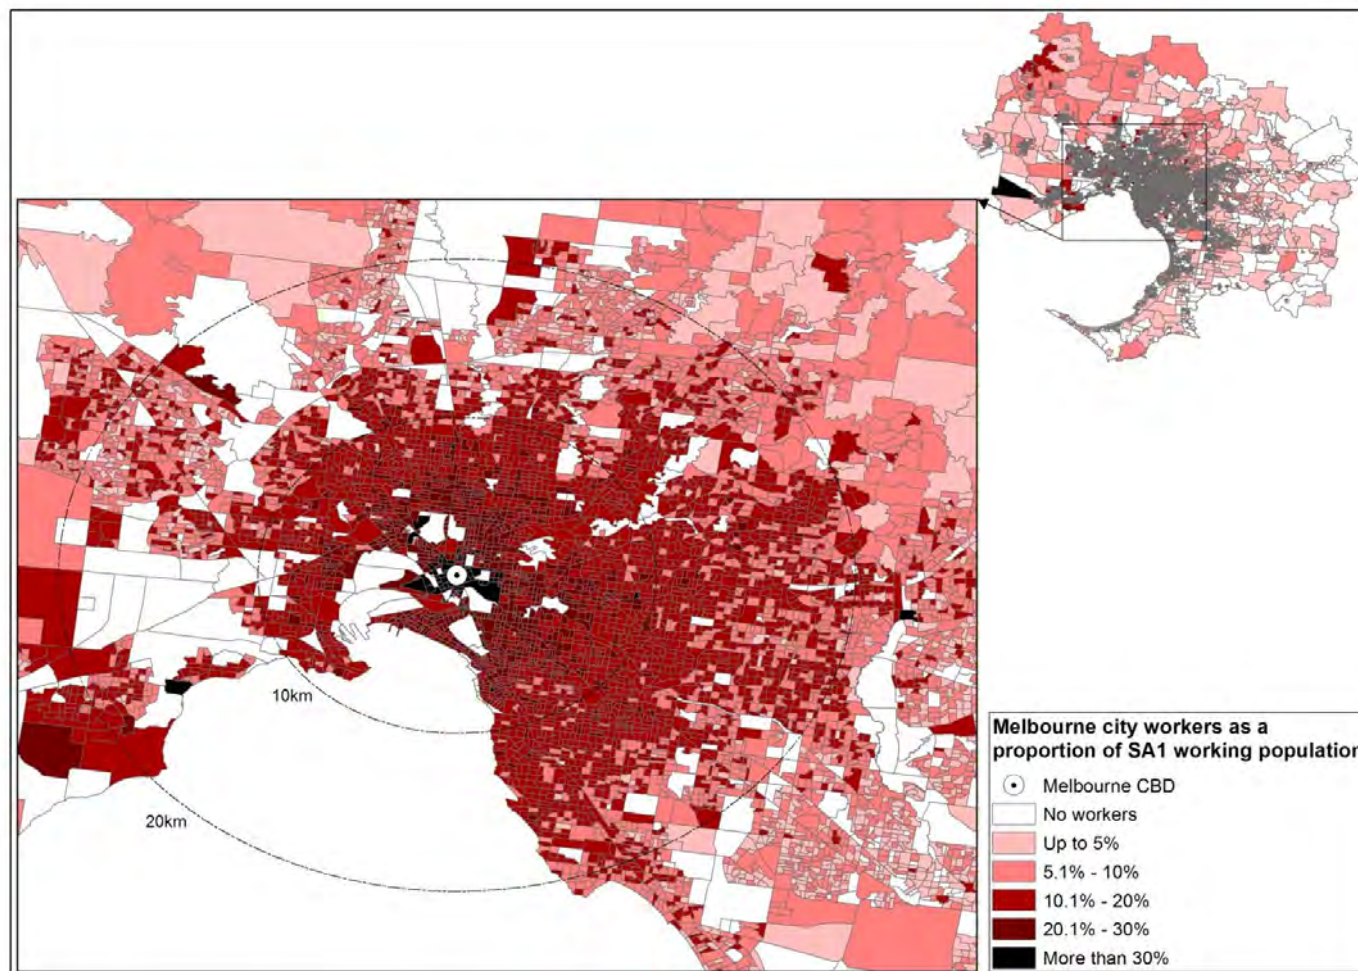 10km
20km
Melbourne city workers as a
proportion of SA1 working population
Melbourne CBD
No workers
Up to 5%
5.1% - 10%
10.1% - 20%
20.1% - 30%
More than 30%